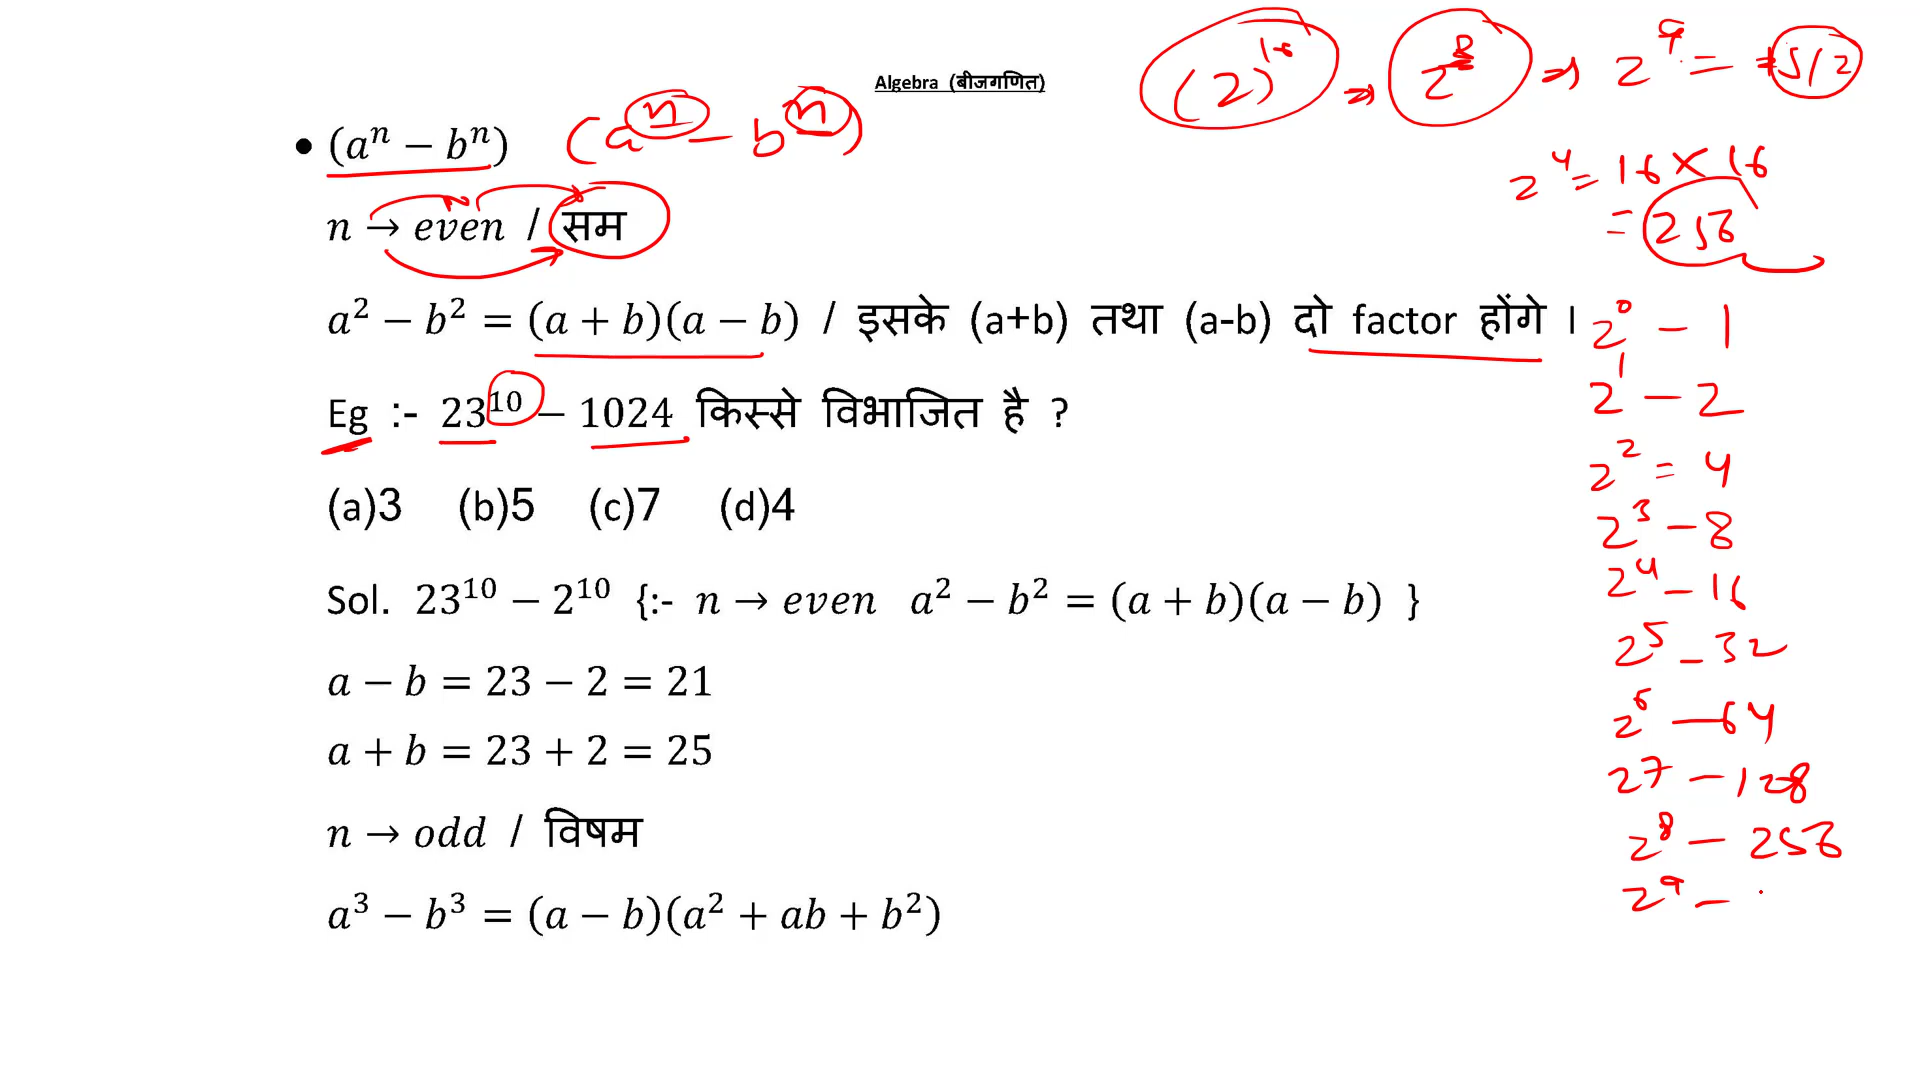 Algebra (बीजगणित)
(2)^10 ⇒ 2^8 ⇒ 2^9 = 512
• (a^n − b^n) (a^n − b^n)
2^4 = 16 × 16
= 256
n → even / सम
a^2 − b^2 = (a + b)(a − b) / इसके (a+b) तथा (a-b) दो factor होंगे ।
Eg :- 23^10 − 1024 किस्से विभाजित है ?
(a)3 (b)5 (c)7 (d)4
Sol. 23^10 − 2^10 {:- n → even a^2 − b^2 = (a + b)(a − b) }
a − b = 23 − 2 = 21
a + b = 23 + 2 = 25
n → odd / विषम
a^3 − b^3 = (a − b)(a^2 + ab + b^2)
2^0 − 1
2^1 − 2
2^2 = 4
2^3 − 8
2^4 − 16
2^5 − 32
2^6 − 64
2^7 − 128
2^8 − 256
2^9 −